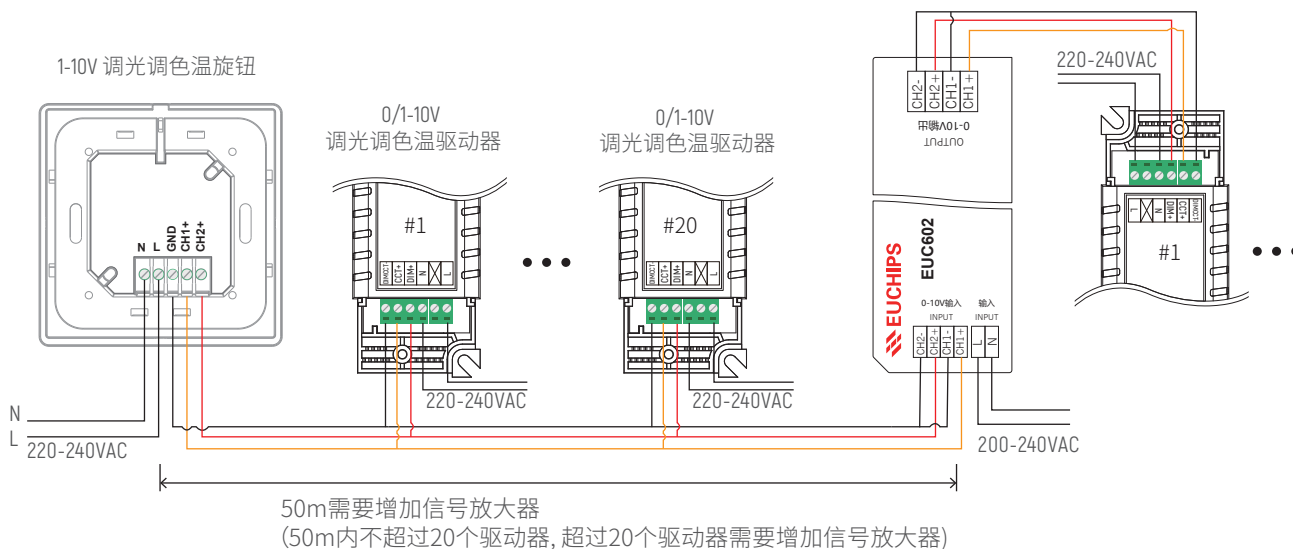 1-10V 调光调色温旋钮
N L GND CH1+ CH2+
N
L
220-240VAC
0/1-10V
调光调色温驱动器
#1
DIM/CCT- CCT+ DIM+ N L
220-240VAC
0/1-10V
调光调色温驱动器
#20
DIM/CCT- CCT+ DIM+ N L
220-240VAC
CH2- CH2+ CH1- CH1+
0-10V输出
OUTPUT
EUCHIPS
EUC602
0-10V输入
INPUT
CH2- CH2+ CH1- CH1+
输入
INPUT
L N
200-240VAC
220-240VAC
L N DIM+ CCT+ DIM/CCT-
#1
50m需要增加信号放大器
(50m内不超过20个驱动器, 超过20个驱动器需要增加信号放大器)